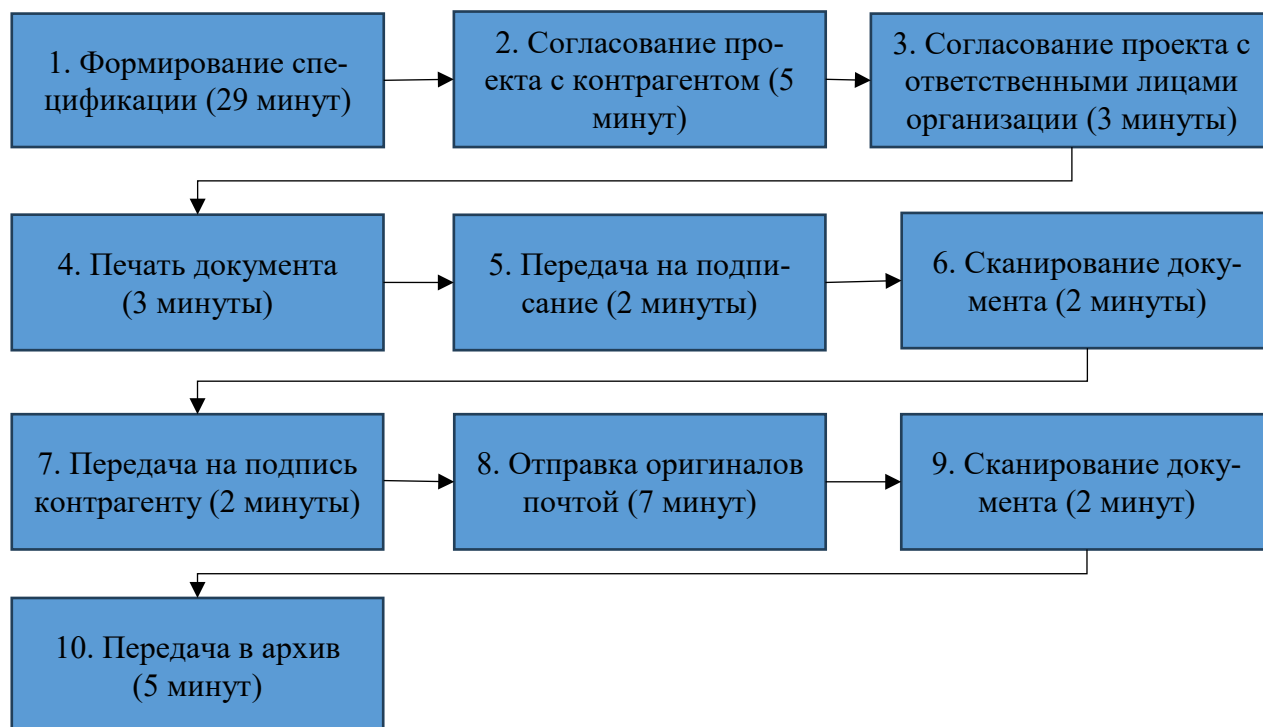 1. Формирование спе-
цификации (29 минут)
2. Согласование про-
екта с контрагентом (5
минут)
3. Согласование проекта с
ответственными лицами
организации (3 минуты)
4. Печать документа
(3 минуты)
5. Передача на подпи-
сание (2 минуты)
6. Сканирование доку-
мента (2 минуты)
7. Передача на подпись
контрагенту (2 минуты)
8. Отправка оригиналов
почтой (7 минут)
9. Сканирование доку-
мента (2 минут)
10. Передача в архив
(5 минут)